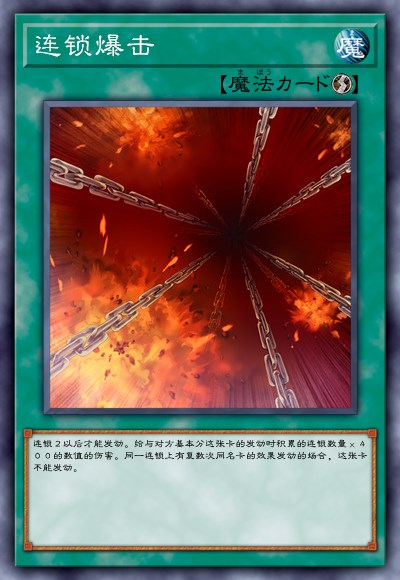 连锁爆击
魔
【魔法カード】
まほう
连锁２以后才能发动。给与对方基本分这张卡的发动时积累的连锁数量×４
００的数值的伤害。同一连锁上有复数次同名卡的效果发动的场合，这张卡
不能发动。